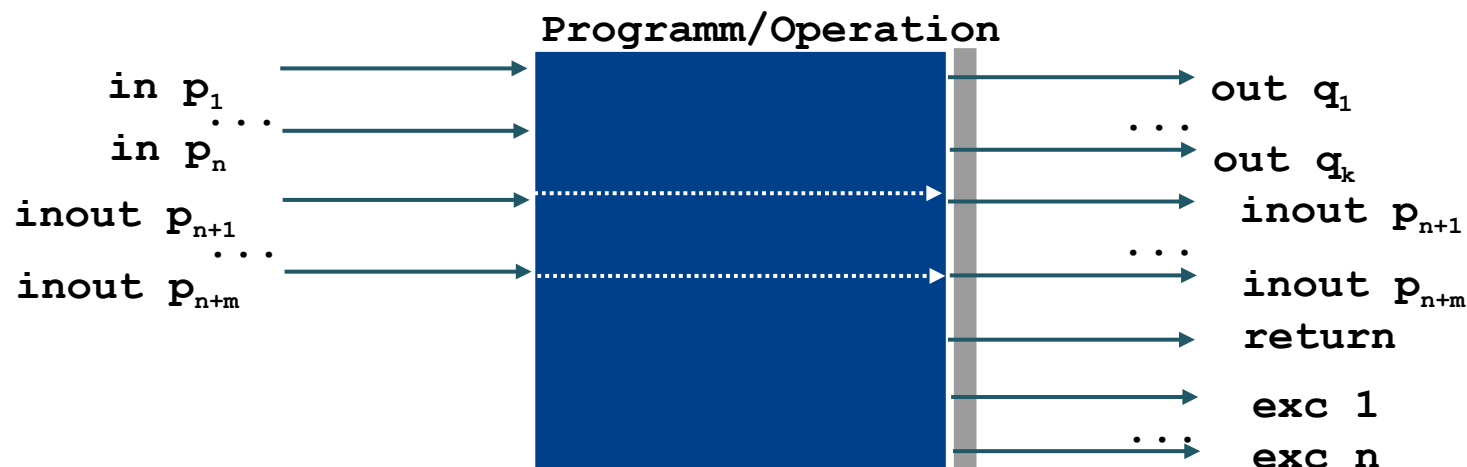 Programm/Operation
in p₁
...
in pₙ
inout pₙ₊₁
...
inout pₙ₊ₘ
out q₁
...
out qₖ
inout pₙ₊₁
...
inout pₙ₊ₘ
return
exc 1
...
exc n